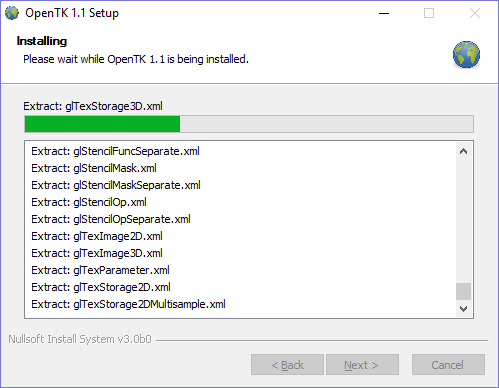 OpenTK 1.1 Setup
Installing
Please wait while OpenTK 1.1 is being installed.
Extract: glTexStorage3D.xml
Extract: glStencilFuncSeparate.xml
Extract: glStencilMask.xml
Extract: glStencilMaskSeparate.xml
Extract: glStencilOp.xml
Extract: glStencilOpSeparate.xml
Extract: glTexImage2D.xml
Extract: glTexImage3D.xml
Extract: glTexParameter.xml
Extract: glTexStorage2D.xml
Extract: glTexStorage2DMultisample.xml
Nullsoft Install System v3.0b0
< Back Next > Cancel